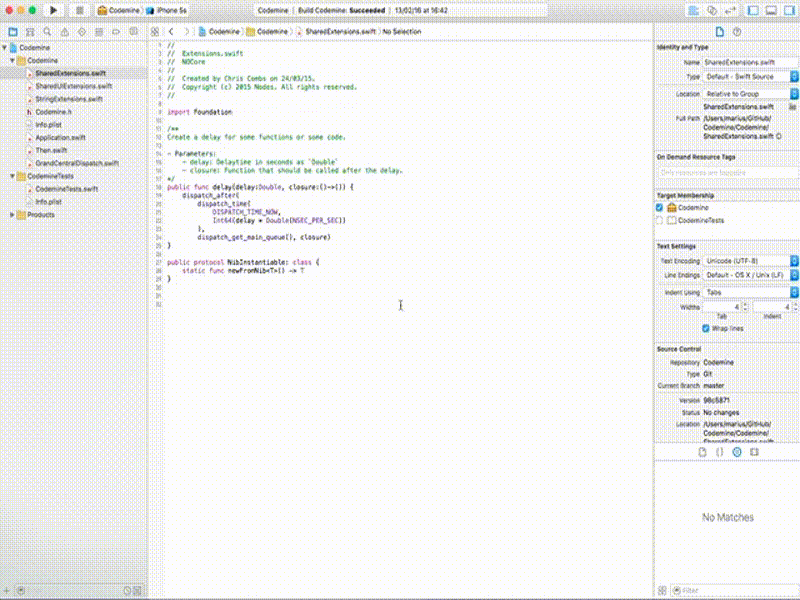 Codemine
iPhone 5s
Codemine
Build Codemine: Succeeded
13/02/16 at 16:42
Codemine
Codemine
SharedExtensions.swift
No Selection
Codemine
Codemine
SharedExtensions.swift
SharedUIExtensions.swift
StringExtensions.swift
Codemine.h
Info.plist
Application.swift
Then.swift
GrandCentralDispatch.swift
CodemineTests
CodemineTests.swift
Info.plist
Products
//
// Extensions.swift
// NOCore
//
// Created by Chris Combs on 24/03/15.
// Copyright (c) 2015 Nodes. All rights reserved.
//
import Foundation
/**
Create a delay for some functions or some code.
- Parameters:
- delay: Delaytime in seconds as `Double`
- closure: Function that should be called after the delay.
*/
public func delay(delay:Double, closure:()->()) {
dispatch_after(
dispatch_time(
DISPATCH_TIME_NOW,
Int64(delay * Double(NSEC_PER_SEC))
),
dispatch_get_main_queue(), closure)
}
public protocol NibInstantiable: class {
static func newFromNib<T>() -> T
}
Identity and Type
Name SharedExtensions.swift
Type Default - Swift Source
Location Relative to Group
SharedExtensions.swift
Full Path /Users/marius/GitHub/
Codemine/Codemine/
SharedExtensions.swift
On Demand Resource Tags
Target Membership
Codemine
CodemineTests
Text Settings
Text Encoding Unicode (UTF-8)
Line Endings Default - OS X / Unix (LF)
Indent Using Tabs
Widths 4 4
Tab Indent
Wrap lines
Source Control
Repository Codemine
Type Git
Current Branch master
Version 98c5871
Status No changes
Location /Users/marius/GitHub/
Codemine/Codemine/
SharedExtensions.swift
No Matches
Filter